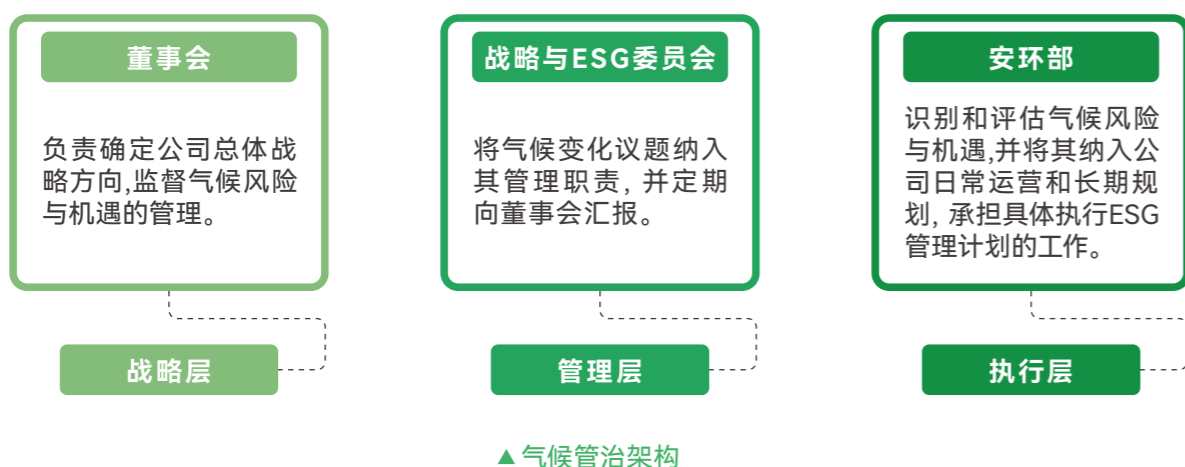 董事会
负责确定公司总体战
略方向,监督气候风险
与机遇的管理。
战略层
战略与ESG委员会
将气候变化议题纳入
其管理职责, 并定期
向董事会汇报。
管理层
安环部
识别和评估气候风险
与机遇,并将其纳入公
司日常运营和长期规
划, 承担具体执行ESG
管理计划的工作。
执行层
▲ 气候管治架构